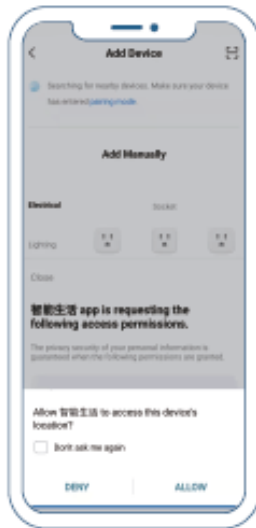 Add Device
Searching for nearby devices. Make sure your device
has entered pairing mode.
Add Manually
Electrical
Socket
Lighting
Close
智能生活 app is requesting the
following access permissions.
The privacy security of your personal information is
guaranteed when the following permissions are granted.
Allow 智能生活 to access this device's
location?
Don't ask me again
DENY
ALLOW